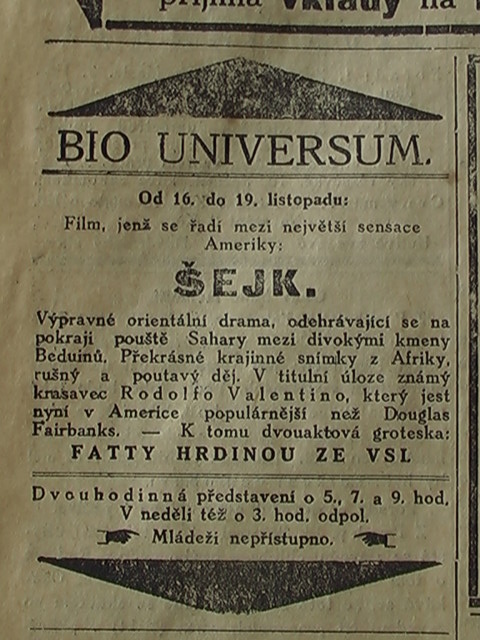 přijímá vklady na
BIO UNIVERSUM.
Od 16. do 19. listopadu:
Film, jenž se řadí mezi největší sensace
Ameriky:
ŠEJK.
Výpravné orientální drama, odehrávající se na
pokraji pouště Sahary mezi divokými kmeny
Beduinů. Překrásné krajinné snímky z Afriky,
rušný a poutavý děj. V titulní úloze známý
krasavec Rodolfo Valentino, který jest
nyní v Americe populárnější než Douglas
Fairbanks. — K tomu dvouaktová groteska:
FATTY HRDINOU ZE VSI.
Dvouhodinná představení o 5., 7. a 9. hod.
V neděli též o 3. hod. odpol.
Mládeži nepřístupno.